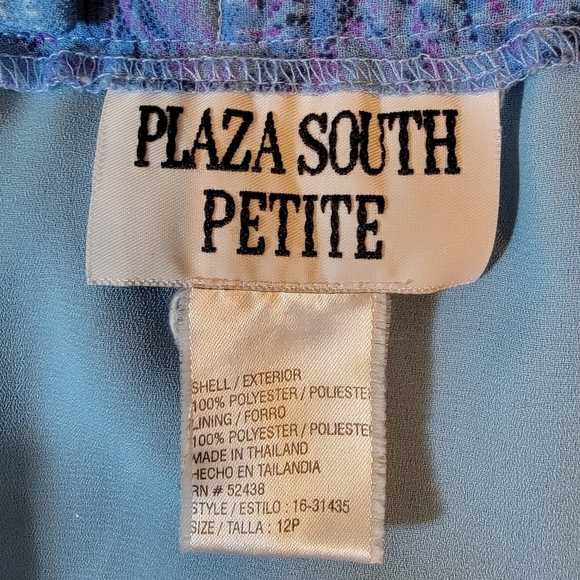 PLAZA SOUTH
PETITE
SHELL / EXTERIOR
100% POLYESTER / POLIESTER
LINING / FORRO
100% POLYESTER / POLIESTER
MADE IN THAILAND
HECHO EN TAILANDIA
RN # 52438
STYLE / ESTILO : 16-31435
SIZE / TALLA : 12P